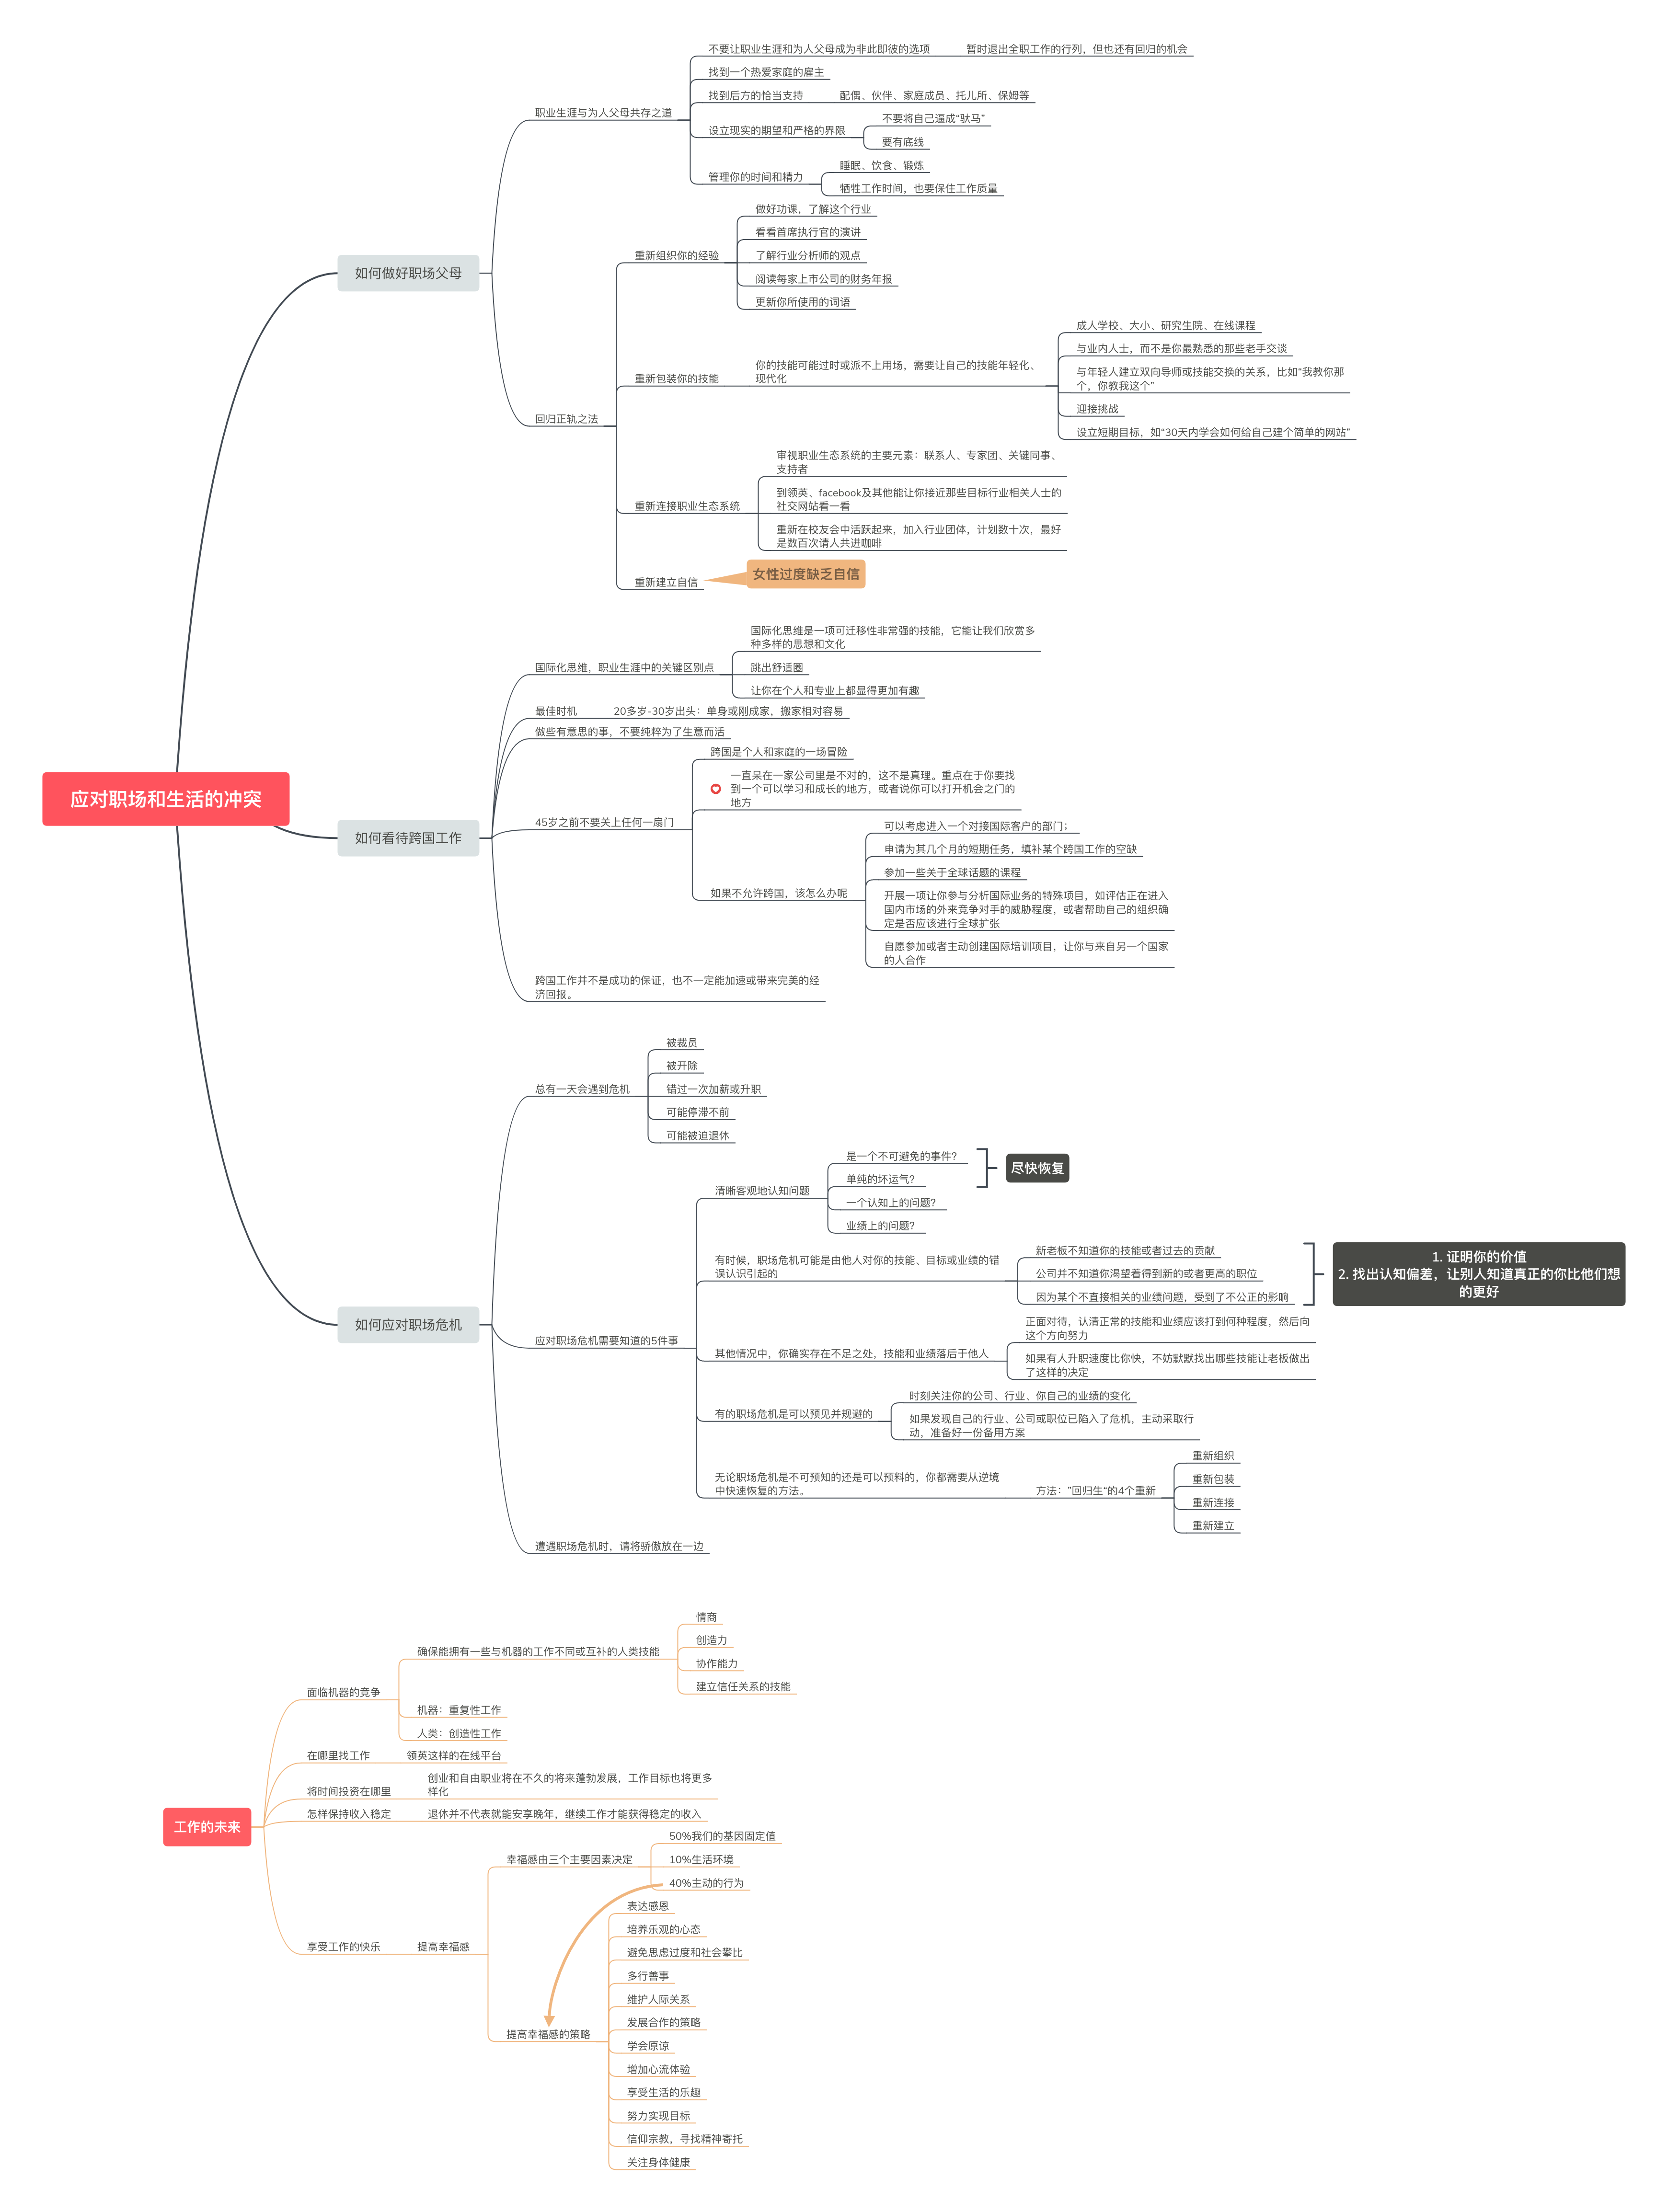 应对职场和生活的冲突
如何做好职场父母
职业生涯与为人父母共存之道
不要让职业生涯和为人父母成为非此即彼的选项
暂时退出全职工作的行列，但也还有回归的机会
找到一个热爱家庭的雇主
找到后方的恰当支持
配偶、伙伴、家庭成员、托儿所、保姆等
设立现实的期望和严格的界限
不要将自己逼成“驮马”
要有底线
管理你的时间和精力
睡眠、饮食、锻炼
牺牲工作时间，也要保住工作质量
回归正轨之法
重新组织你的经验
做好功课，了解这个行业
看看首席执行官的演讲
了解行业分析师的观点
阅读每家上市公司的财务年报
更新你所使用的词语
重新包装你的技能
你的技能可能过时或派不上用场，需要让自己的技能年轻化、
现代化
成人学校、大小、研究生院、在线课程
与业内人士，而不是你最熟悉的那些老手交谈
与年轻人建立双向导师或技能交换的关系，比如“我教你那
个，你教我这个”
迎接挑战
设立短期目标，如“30天内学会如何给自己建个简单的网站”
重新连接职业生态系统
审视职业生态系统的主要元素：联系人、专家团、关键同事、
支持者
到领英、facebook及其他能让你接近那些目标行业相关人士的
社交网站看一看
重新在校友会中活跃起来，加入行业团体，计划数十次，最好
是数百次请人共进咖啡
重新建立自信
女性过度缺乏自信
如何看待跨国工作
国际化思维，职业生涯中的关键区别点
国际化思维是一项可迁移性非常强的技能，它能让我们欣赏多
种多样的思想和文化
跳出舒适圈
让你在个人和专业上都显得更加有趣
最佳时机
20多岁-30岁出头：单身或刚成家，搬家相对容易
做些有意思的事，不要纯粹为了生意而活
45岁之前不要关上任何一扇门
跨国是个人和家庭的一场冒险
一直呆在一家公司里是不对的，这不是真理。重点在于你要找
到一个可以学习和成长的地方，或者说你可以打开机会之门的
地方
如果不允许跨国，该怎么办呢
可以考虑进入一个对接国际客户的部门；
申请为其几个月的短期任务，填补某个跨国工作的空缺
参加一些关于全球话题的课程
开展一项让你参与分析国际业务的特殊项目，如评估正在进入
国内市场的外来竞争对手的威胁程度，或者帮助自己的组织确
定是否应该进行全球扩张
自愿参加或者主动创建国际培训项目，让你与来自另一个国家
的人合作
跨国工作并不是成功的保证，也不一定能加速或带来完美的经
济回报。
如何应对职场危机
总有一天会遇到危机
被裁员
被开除
错过一次加薪或升职
可能停滞不前
可能被迫退休
应对职场危机需要知道的5件事
清晰客观地认知问题
是一个不可避免的事件？
单纯的坏运气？
一个认知上的问题？
业绩上的问题？
尽快恢复
有时候，职场危机可能是由他人对你的技能、目标或业绩的错
误认识引起的
新老板不知道你的技能或者过去的贡献
公司并不知道你渴望着得到新的或者更高的职位
因为某个不直接相关的业绩问题，受到了不公正的影响
1. 证明你的价值
2. 找出认知偏差，让别人知道真正的你比他们想
的更好
其他情况中，你确实存在不足之处，技能和业绩落后于他人
正面对待，认清正常的技能和业绩应该打到何种程度，然后向
这个方向努力
如果有人升职速度比你快，不妨默默找出哪些技能让老板做出
了这样的决定
有的职场危机是可以预见并规避的
时刻关注你的公司、行业、你自己的业绩的变化
如果发现自己的行业、公司或职位已陷入了危机，主动采取行
动，准备好一份备用方案
无论职场危机是不可预知的还是可以预料的，你都需要从逆境
中快速恢复的方法。
方法：”回归生“的4个重新
重新组织
重新包装
重新连接
重新建立
遭遇职场危机时，请将骄傲放在一边
工作的未来
面临机器的竞争
确保能拥有一些与机器的工作不同或互补的人类技能
情商
创造力
协作能力
建立信任关系的技能
机器：重复性工作
人类：创造性工作
在哪里找工作
领英这样的在线平台
将时间投资在哪里
创业和自由职业将在不久的将来蓬勃发展，工作目标也将更多
样化
怎样保持收入稳定
退休并不代表就能安享晚年，继续工作才能获得稳定的收入
享受工作的快乐
提高幸福感
幸福感由三个主要因素决定
50%我们的基因固定值
10%生活环境
40%主动的行为
提高幸福感的策略
表达感恩
培养乐观的心态
避免思虑过度和社会攀比
多行善事
维护人际关系
发展合作的策略
学会原谅
增加心流体验
享受生活的乐趣
努力实现目标
信仰宗教，寻找精神寄托
关注身体健康